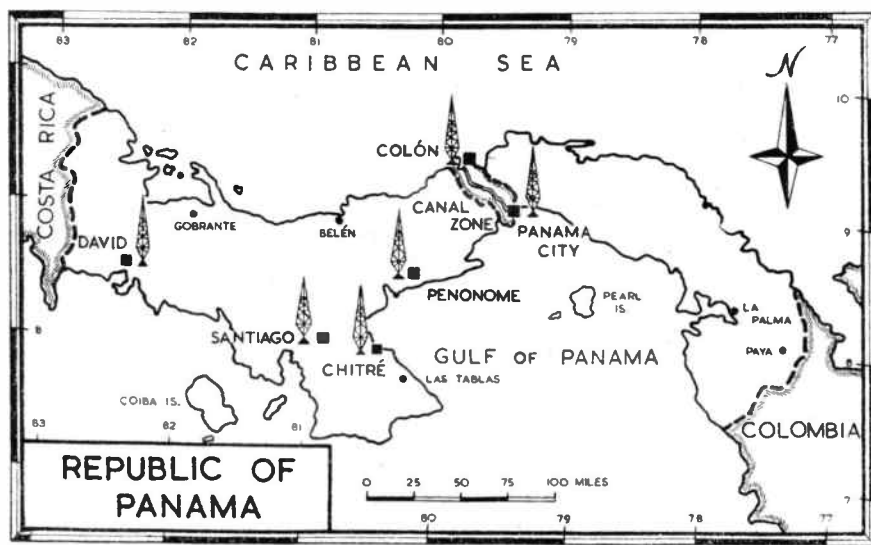 83
82
81
80
79
78
77
CARIBBEAN SEA
N
10
COSTA RICA
COLÓN
CANAL
ZONE
GOBRANTE
BELÉN
DAVID
PANAMA
CITY
9
PENONOME
PEARL
IS.
LA
PALMA
8
SANTIAGO
CHITRÉ
GULF OF PANAMA
PAYA
8
LAS TABLAS
COIBA IS.
COLOMBIA
83
82
81
REPUBLIC OF
PANAMA
0 25 50 75 100 MILES
7
80
79
78
77